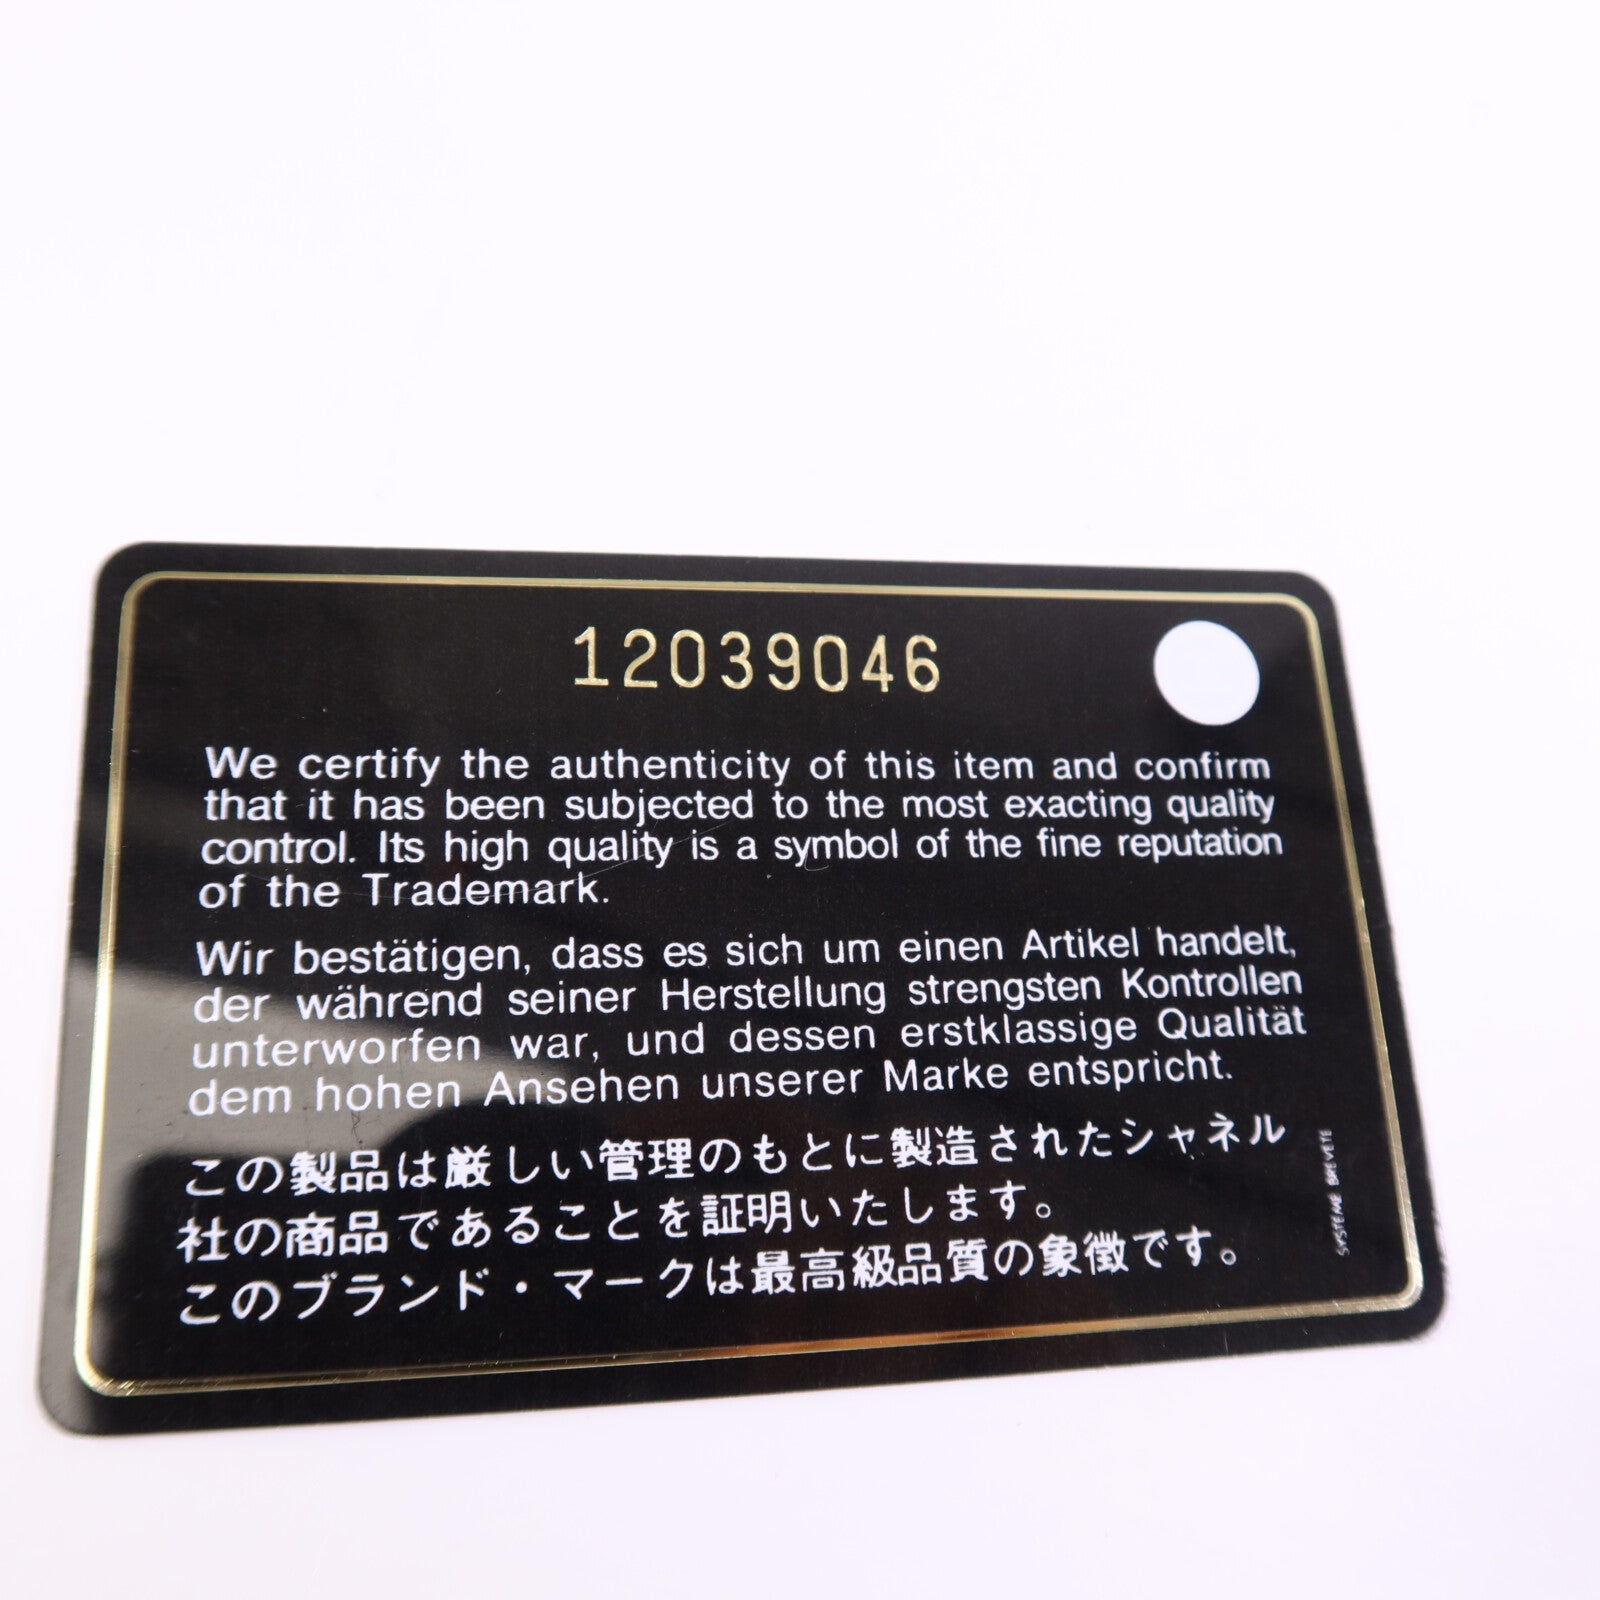 12039046
We certify the authenticity of this item and confirm
that it has been subjected to the most exacting quality
control. Its high quality is a symbol of the fine reputation
of the Trademark.
Wir bestätigen, dass es sich um einen Artikel handelt,
der während seiner Herstellung strengsten Kontrollen
unterworfen war, und dessen erstklassige Qualität
dem hohen Ansehen unserer Marke entspricht.
この製品は厳しい管理のもとに製造されたシャネル
社の商品であることを証明いたします。
このブランド・マークは最高級品質の象徴です。
SYSTEME BREVETE